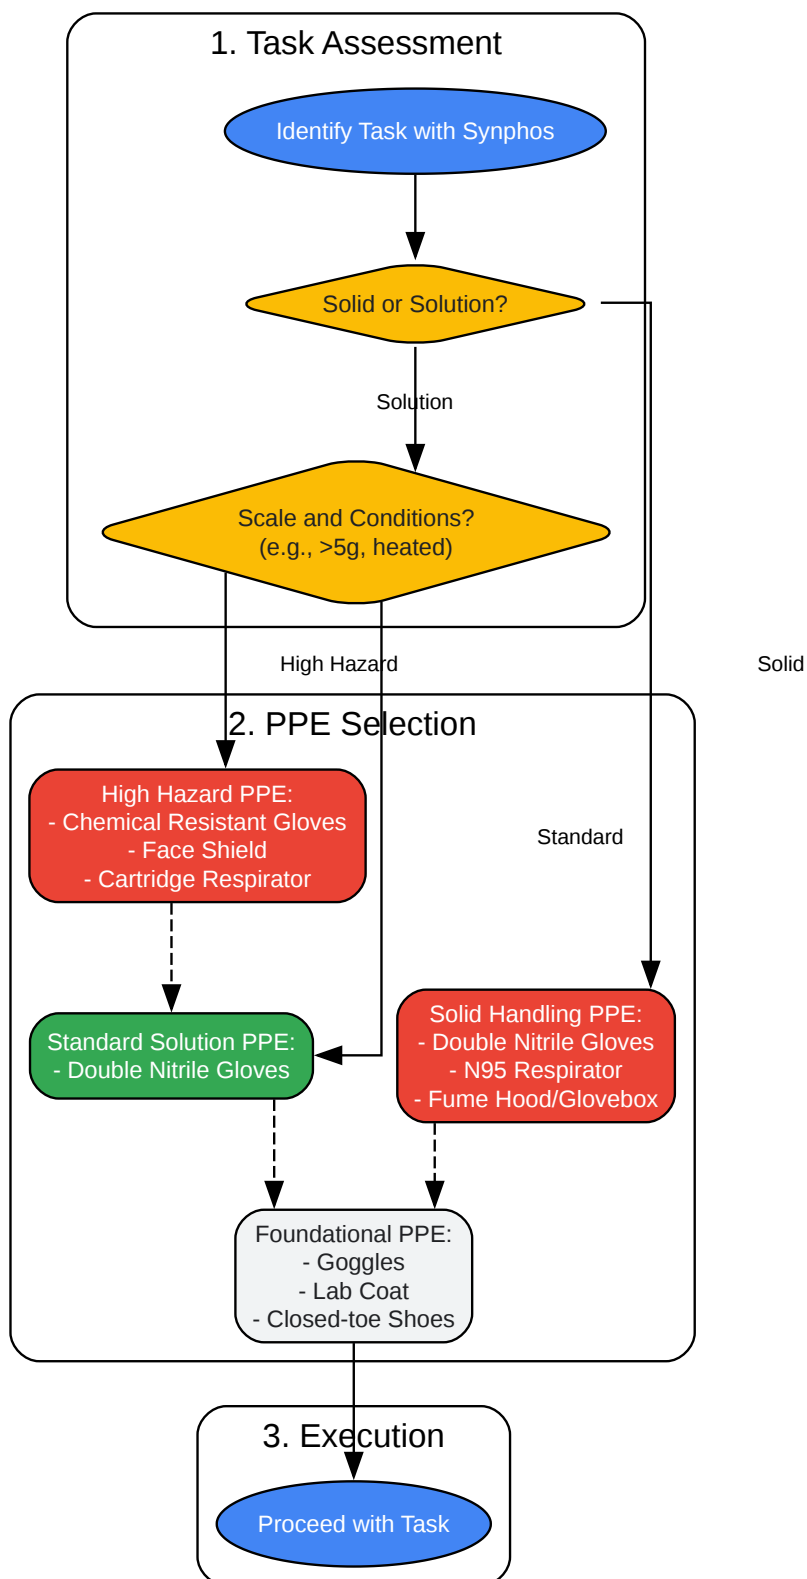 1. Task Assessment
Identify Task with Synphos
Solid or Solution?
Solution
Scale and Conditions?
(e.g., >5g, heated)
High Hazard
Solid
2. PPE Selection
High Hazard PPE:
- Chemical Resistant Gloves
- Face Shield
- Cartridge Respirator
Standard
Standard Solution PPE:
- Double Nitrile Gloves
Solid Handling PPE:
- Double Nitrile Gloves
- N95 Respirator
- Fume Hood/Glovebox
Foundational PPE:
- Goggles
- Lab Coat
- Closed-toe Shoes
3. Execution
Proceed with Task